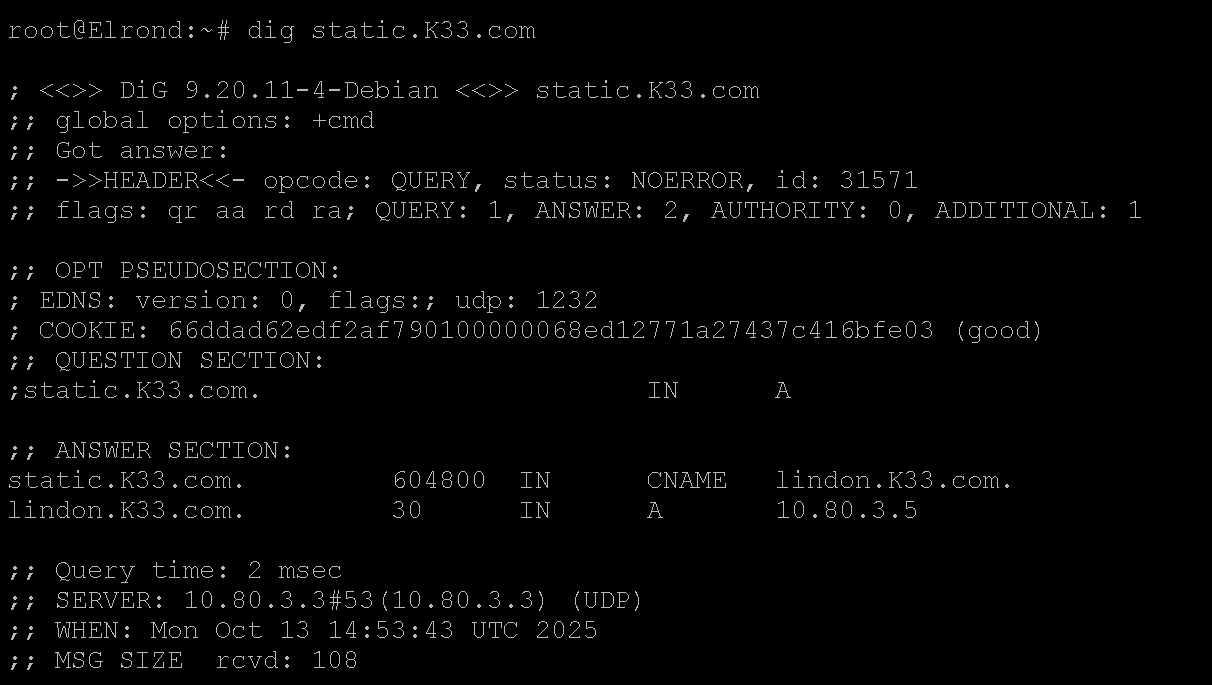 root@Elrond:~# dig static.K33.com
; <<>> DiG 9.20.11-4-Debian <<>> static.K33.com
;; global options: +cmd
;; Got answer:
;; ->>HEADER<<- opcode: QUERY, status: NOERROR, id: 31571
;; flags: qr aa rd ra; QUERY: 1, ANSWER: 2, AUTHORITY: 0, ADDITIONAL: 1
;; OPT PSEUDOSECTION:
; EDNS: version: 0, flags:; udp: 1232
; COOKIE: 66ddad62edf2af790100000068ed12771a27437c416bfe03 (good)
;; QUESTION SECTION:
;static.K33.com. IN A
;; ANSWER SECTION:
static.K33.com. 604800 IN CNAME lindon.K33.com.
lindon.K33.com. 30 IN A 10.80.3.5
;; Query time: 2 msec
;; SERVER: 10.80.3.3#53(10.80.3.3) (UDP)
;; WHEN: Mon Oct 13 14:53:43 UTC 2025
;; MSG SIZE  rcvd: 108